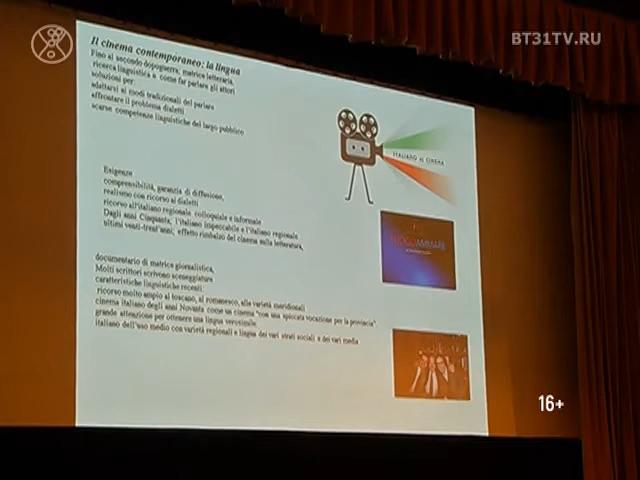 BT31TV.RU
Il cinema contemporaneo: la lingua
Fino al secondo dopoguerra, matrice letteraria,
ricerca linguistica e come far parlare gli attori
soluzioni per:
adattarsi ai modi tradizionali del parlare
affrontare il problema dialetti
scarse competenze linguistiche del largo pubblico
ITALIANO al CINEMA
Esigenze
comprensibilità, garanzia di diffusione,
realismo con ricorso ai dialetti
ricorso all'italiano regionale colloquiale e informale
Dagli anni Cinquanta, l'italiano impeccabile e l'italiano regionale
ultimi venti-trent'anni, effetto rimbalzo del cinema sulla letteratura,
documentario di matrice giornalistica,
Molti scrittori scrivono sceneggiature
caratteristiche linguistiche recenti:
ricorso molto ampio al toscano, al romanesco, alle varietà meridionali
cinema italiano degli anni Novanta come un cinema "con una spiccata vocazione per la provincia"
grande attenzione per ottenere una lingua verosimile
italiano dell'uso medio con varietà regionali e lingua dei vari strati sociali e dei vari media
16+